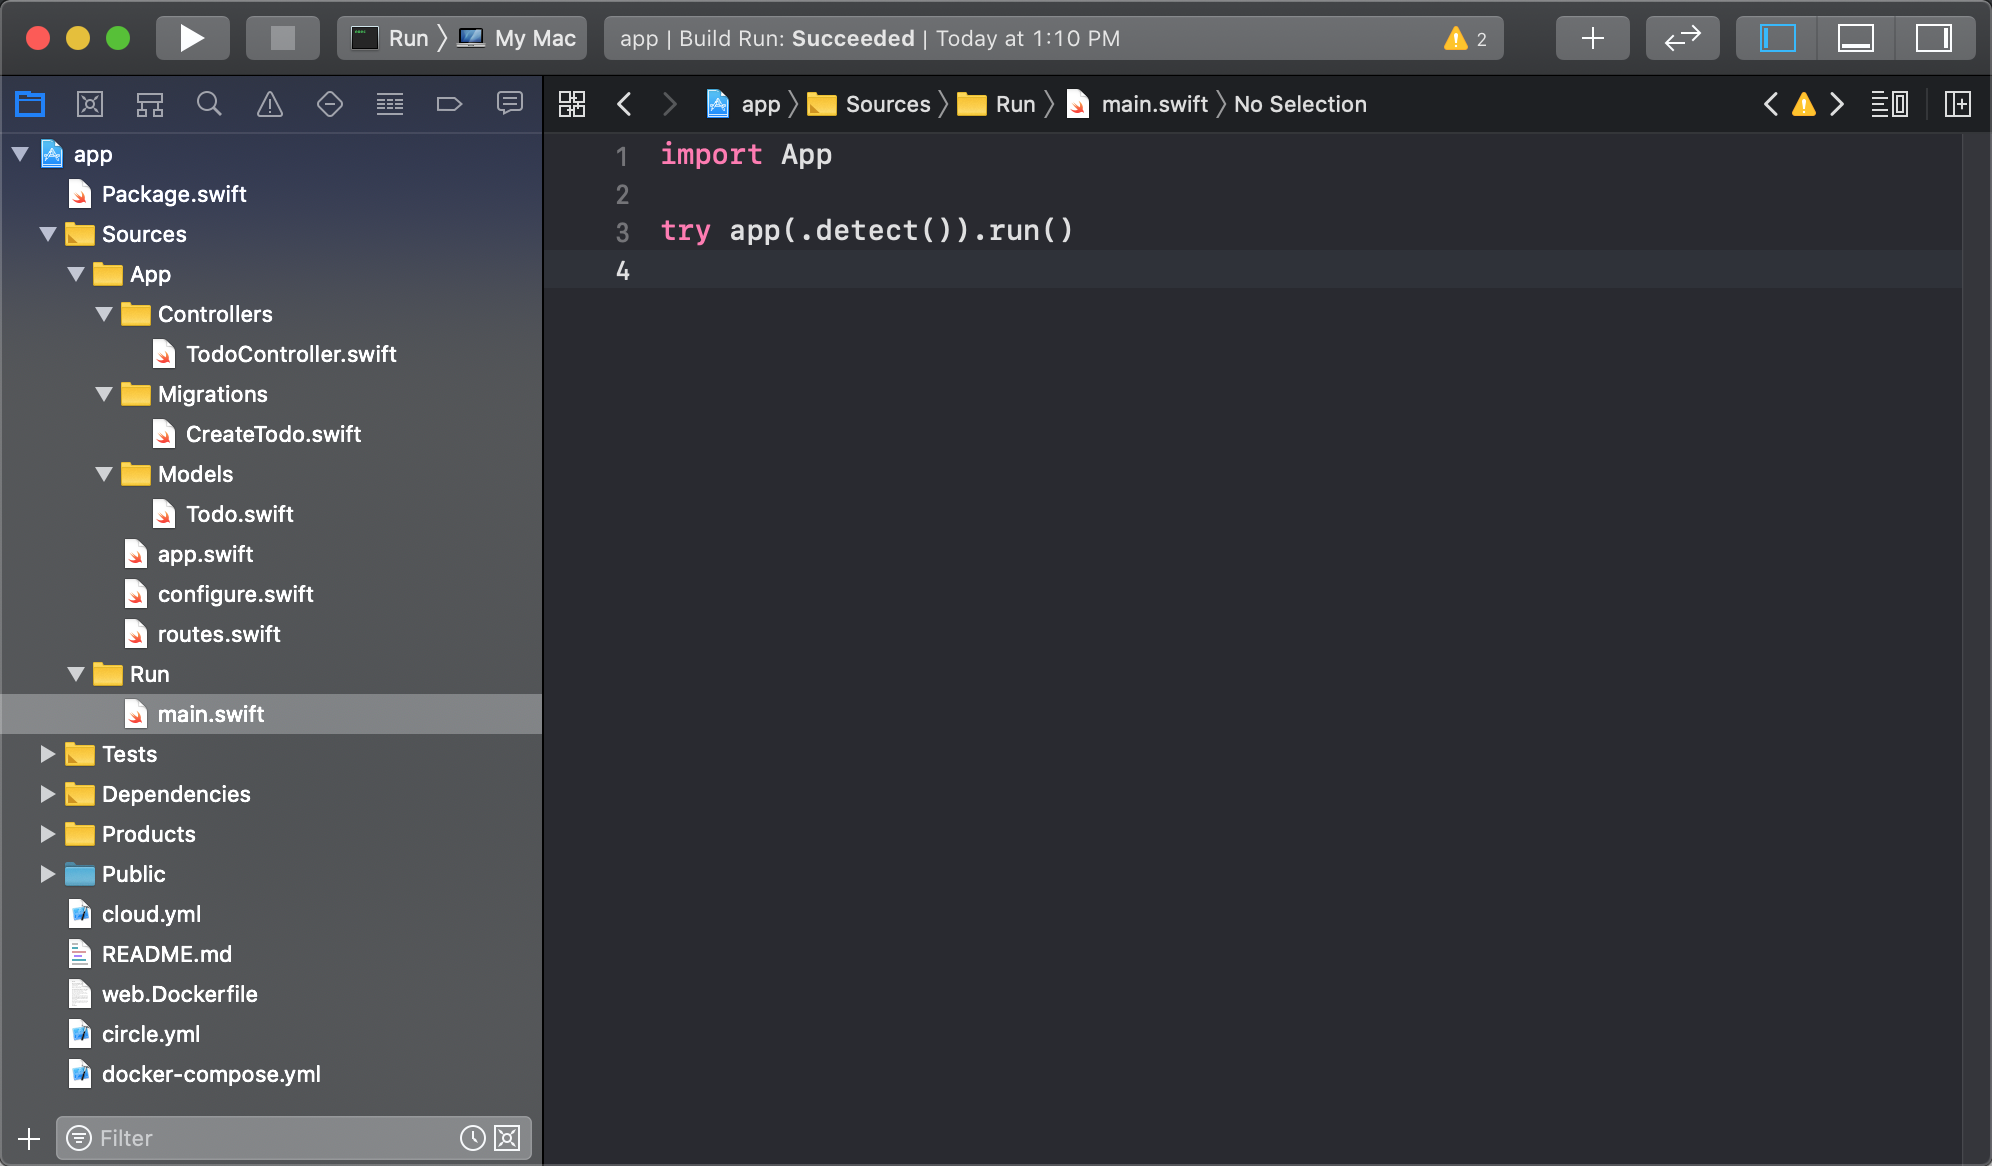 Run My Mac
app | Build Run: Succeeded | Today at 1:10 PM
2
app Sources Run main.swift No Selection
app
Package.swift
Sources
App
Controllers
TodoController.swift
Migrations
CreateTodo.swift
Models
Todo.swift
app.swift
configure.swift
routes.swift
Run
main.swift
Tests
Dependencies
Products
Public
cloud.yml
README.md
web.Dockerfile
circle.yml
docker-compose.yml
Filter
1 import App
2
3 try app(.detect()).run()
4